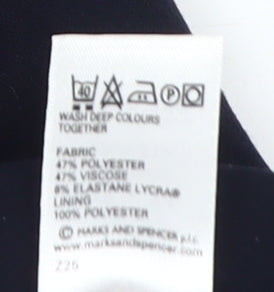 40
WASH DEEP COLOURS
TOGETHER
FABRIC
47% POLYESTER
47% VISCOSE
6% ELASTANE LYCRA®
LINING
100% POLYESTER
© MARKS AND SPENCER p.l.c.
www.marksandspencer.com
Z25